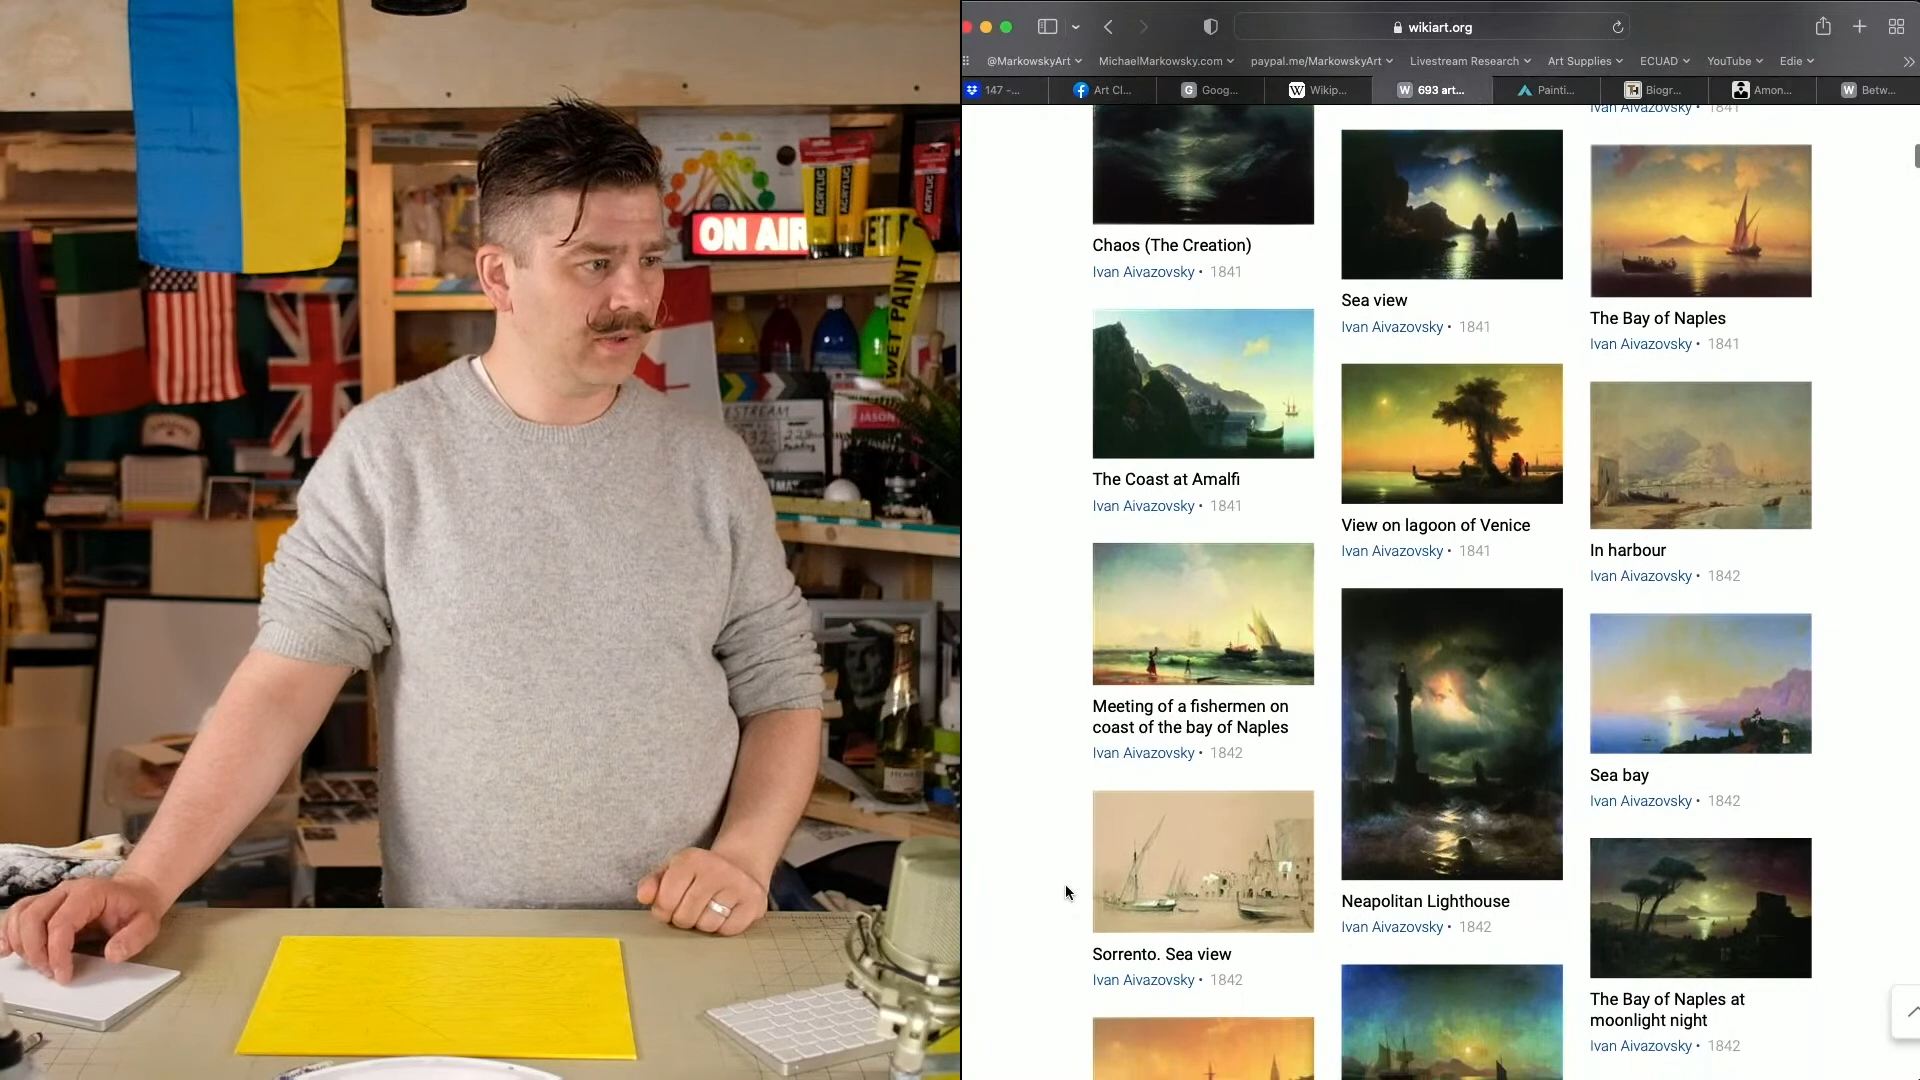 ON AIR
ACRYLIC
ACRYLIC
WET PAINT
JASON
wikiart.org
@MarkowskyArt
MichaelMarkowsky.com
paypal.me/MarkowskyArt
Livestream Research
Art Supplies
ECUAD
YouTube
Edie
147 -...
Art Cl...
Goog...
Wikip...
693 art...
Painti...
Biogr...
Amon...
Betw...
Ivan Aivazovsky • 1841
Chaos (The Creation)
Ivan Aivazovsky • 1841
The Coast at Amalfi
Ivan Aivazovsky • 1841
Meeting of a fishermen on
coast of the bay of Naples
Ivan Aivazovsky • 1842
Sorrento. Sea view
Ivan Aivazovsky • 1842
Sea view
Ivan Aivazovsky • 1841
View on lagoon of Venice
Ivan Aivazovsky • 1841
Neapolitan Lighthouse
Ivan Aivazovsky • 1842
The Bay of Naples
Ivan Aivazovsky • 1841
In harbour
Ivan Aivazovsky • 1842
Sea bay
Ivan Aivazovsky • 1842
The Bay of Naples at
moonlight night
Ivan Aivazovsky • 1842